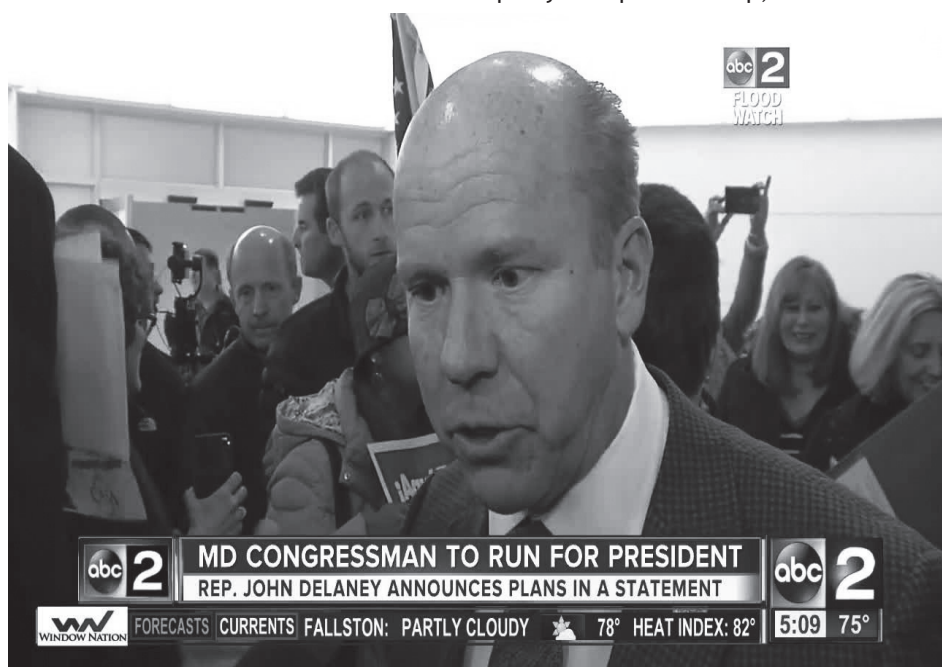 abc 2
FLOOD
WATCH
abc 2
MD CONGRESSMAN TO RUN FOR PRESIDENT
REP. JOHN DELANEY ANNOUNCES PLANS IN A STATEMENT
abc 2
WINDOW NATION
FORECASTS CURRENTS FALLSTON: PARTLY CLOUDY 78° HEAT INDEX: 82°
5:09 75°